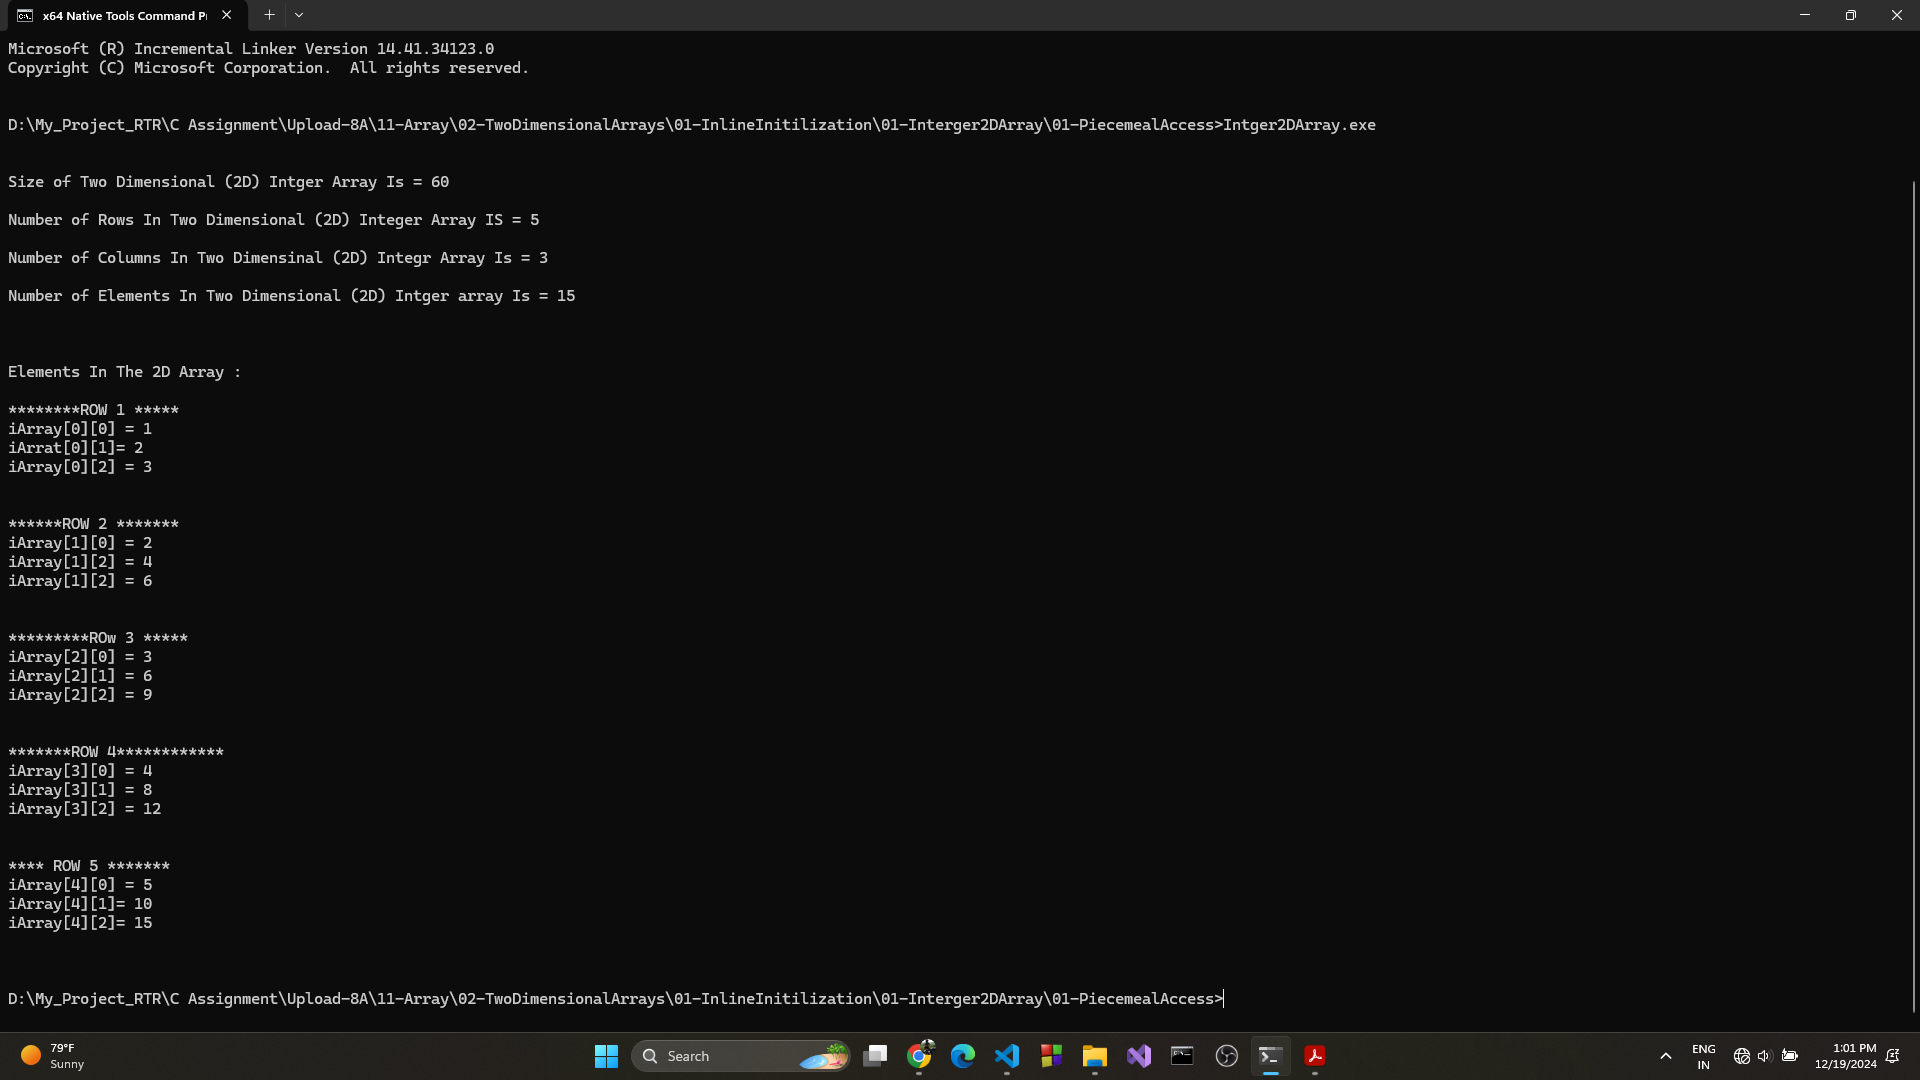 x64 Native Tools Command P
Microsoft (R) Incremental Linker Version 14.41.34123.0
Copyright (C) Microsoft Corporation.  All rights reserved.
D:\My_Project_RTR\C Assignment\Upload-8A\11-Array\02-TwoDimensionalArrays\01-InlineInitilization\01-Interger2DArray\01-PiecemealAccess>Intger2DArray.exe
Size of Two Dimensional (2D) Intger Array Is = 60
Number of Rows In Two Dimensional (2D) Integer Array IS = 5
Number of Columns In Two Dimensinal (2D) Integr Array Is = 3
Number of Elements In Two Dimensional (2D) Intger array Is = 15
Elements In The 2D Array :
********ROW 1 *****
iArray[0][0] = 1
iArrat[0][1]= 2
iArray[0][2] = 3
******ROW 2 *******
iArray[1][0] = 2
iArray[1][2] = 4
iArray[1][2] = 6
*********ROw 3 *****
iArray[2][0] = 3
iArray[2][1] = 6
iArray[2][2] = 9
*******ROW 4************
iArray[3][0] = 4
iArray[3][1] = 8
iArray[3][2] = 12
**** ROW 5 *******
iArray[4][0] = 5
iArray[4][1]= 10
iArray[4][2]= 15
D:\My_Project_RTR\C Assignment\Upload-8A\11-Array\02-TwoDimensionalArrays\01-InlineInitilization\01-Interger2DArray\01-PiecemealAccess>
79°F
Sunny
Search
ENG
IN
1:01 PM
12/19/2024